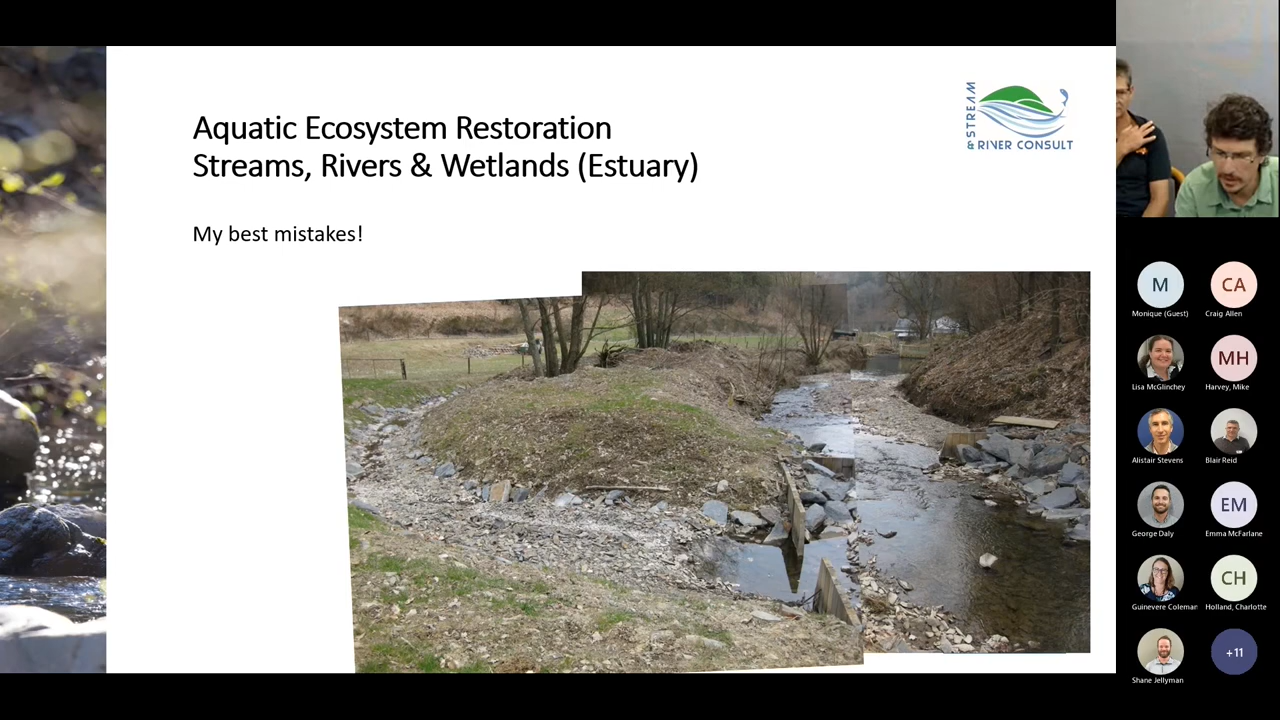 Aquatic Ecosystem Restoration
Streams, Rivers & Wetlands (Estuary)
My best mistakes!
STREAM
& RIVER CONSULT
M
CA
Monique (Guest)
Craig Allen
MH
Lisa McGlinchey
Harvey, Mike
Alistair Stevens
Blair Reid
EM
George Daly
Emma McFarlane
CH
Guinevere Coleman
Holland, Charlotte
+11
Shane Jellyman